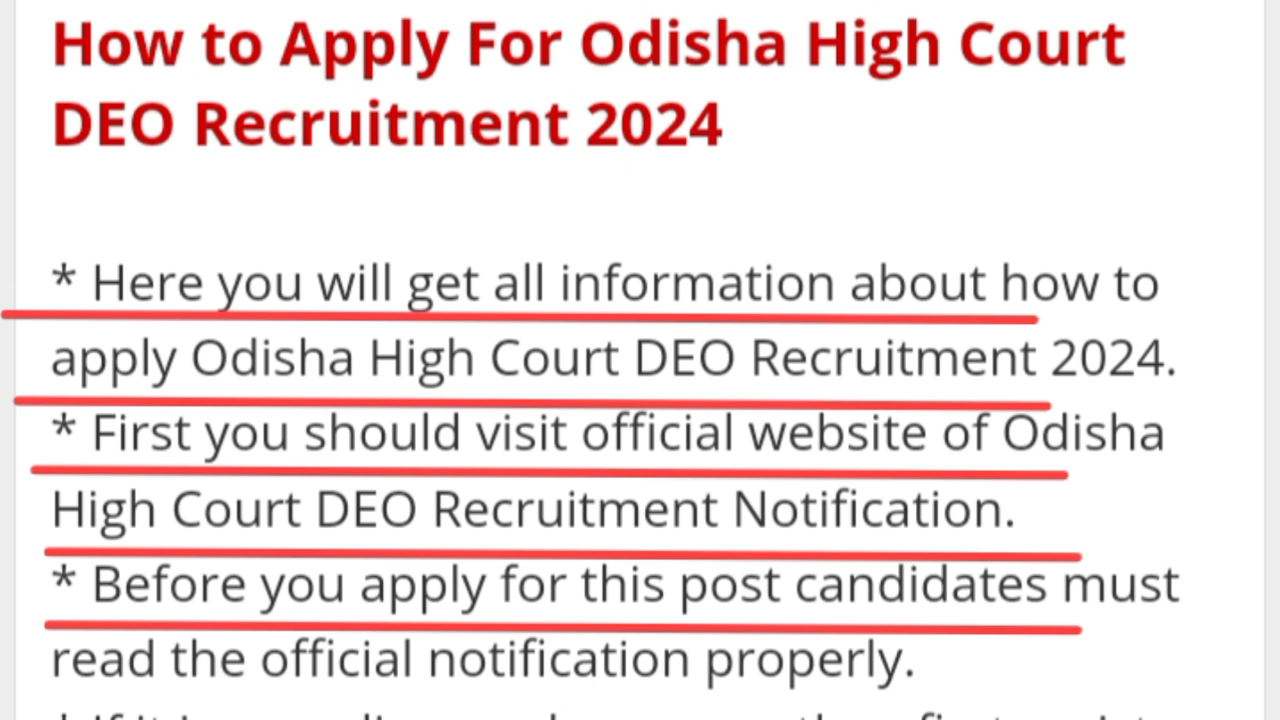 How to Apply For Odisha High Court
DEO Recruitment 2024
* Here you will get all information about how to
apply Odisha High Court DEO Recruitment 2024.
* First you should visit official website of Odisha
High Court DEO Recruitment Notification.
* Before you apply for this post candidates must
read the official notification properly.